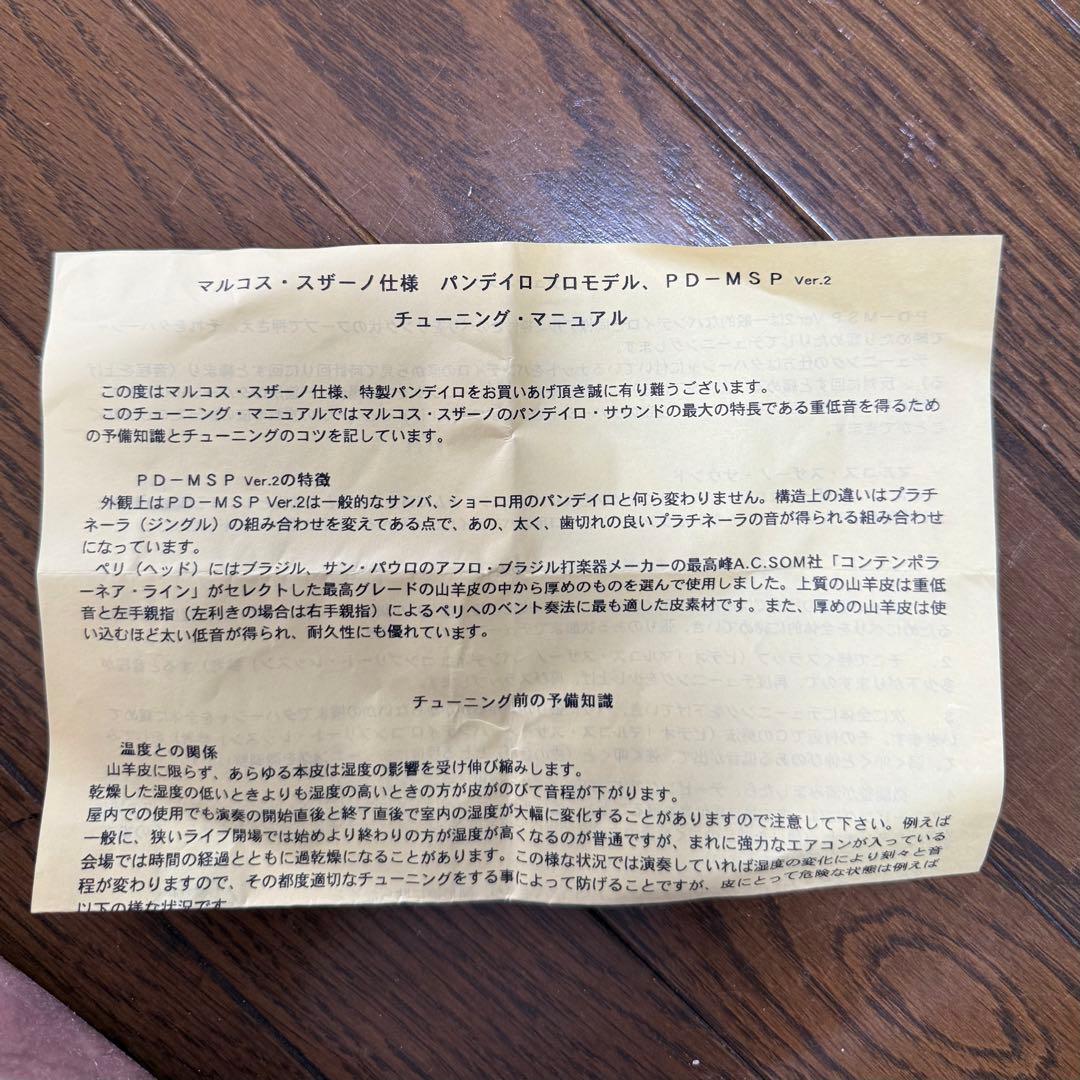 マルコス・スザーノ仕様　パンデイロ プロモデル、ＰＤ－ＭＳＰ Ver.2
チューニング・マニュアル
この度はマルコス・スザーノ仕様、特製パンデイロをお買いあげ頂き誠に有り難うございます。
このチューニング・マニュアルではマルコス・スザーノのパンデイロ・サウンドの最大の特長である重低音を得るため
の予備知識とチューニングのコツを記しています。
ＰＤ－ＭＳＰ Ver.2の特徴
外観上はＰＤ－ＭＳＰ Ver.2は一般的なサンバ、ショーロ用のパンデイロと何ら変わりません。構造上の違いはプラチ
ネーラ（ジングル）の組み合わせを変えてある点で、あの、太く、歯切れの良いプラチネーラの音が得られる組み合わせ
になっています。
ペリ（ヘッド）にはブラジル、サン・パウロのアフロ・ブラジル打楽器メーカーの最高峰A.C.SOM社「コンテンポラ
ーネア・ライン」がセレクトした最高グレードの山羊皮の中から厚めのものを選んで使用しました。上質の山羊皮は重低
音と左手親指（左利きの場合は右手親指）によるペリへのベント奏法に最も適した皮素材です。また、厚めの山羊皮は使
い込むほど太い低音が得られ、耐久性にも優れています。
チューニング前の予備知識
温度との関係
山羊皮に限らず、あらゆる本皮は湿度の影響を受け伸び縮みします。
乾燥した湿度の低いときよりも湿度の高いときの方が皮がのびて音程が下がります。
屋内での使用でも演奏の開始直後と終了直後で室内の湿度が大幅に変化することがありますので注意して下さい。例えば
一般に、狭いライブ開場では始めより終わりの方が湿度が高くなるのが普通ですが、まれに強力なエアコンが入っている
会場では時間の経過とともに過乾燥になることがあります。この様な状況では演奏していれば湿度の変化により刻々と音
程が変わりますので、その都度適切なチューニングをする事によって防げることですが、皮にとって危険な状態は例えば
以下の様な状況です